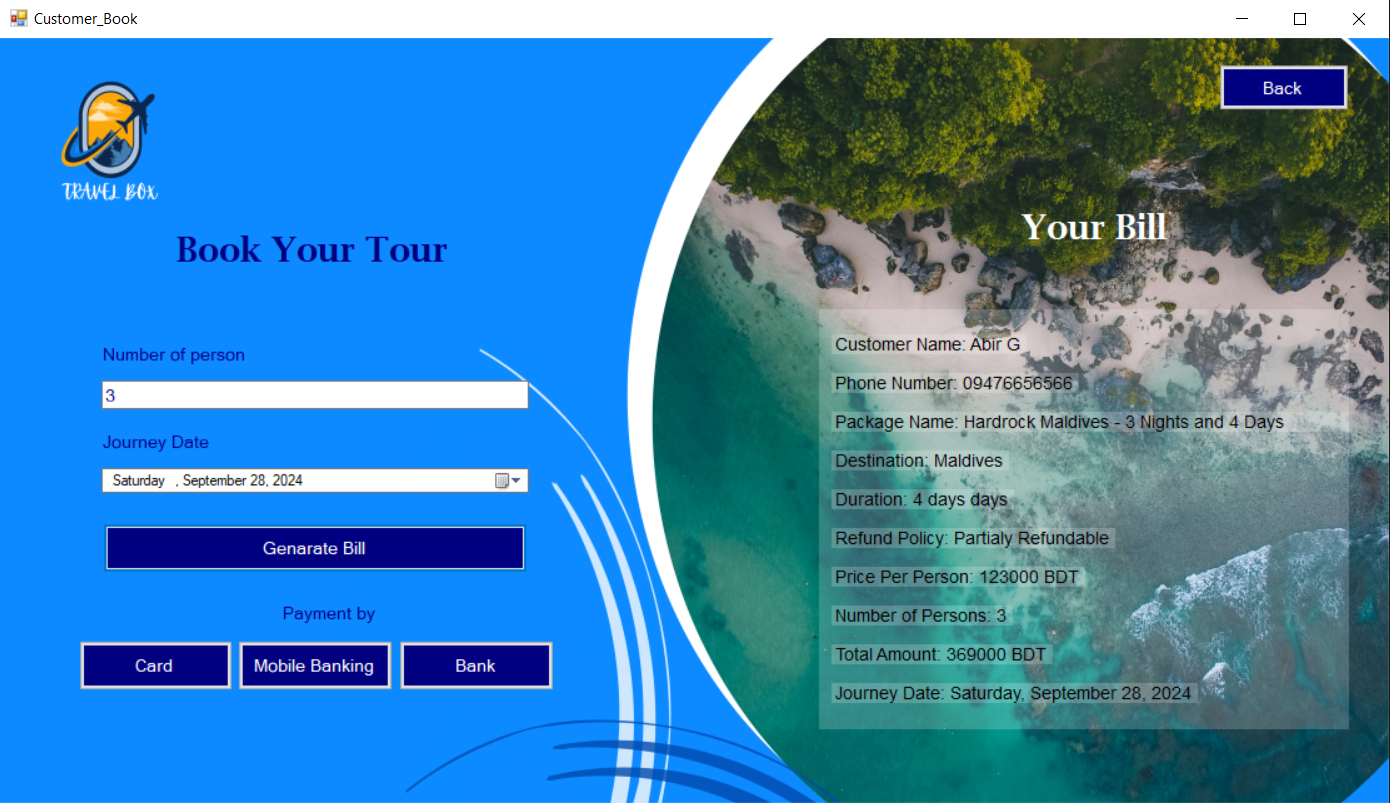 Customer_Book
Back
TRAVEL BOX
Book Your Tour
Number of person
3
Journey Date
Saturday , September 28, 2024
Genarate Bill
Payment by
Card
Mobile Banking
Bank
Your Bill
Customer Name: Abir G
Phone Number: 09476656566
Package Name: Hardrock Maldives - 3 Nights and 4 Days
Destination: Maldives
Duration: 4 days days
Refund Policy: Partialy Refundable
Price Per Person: 123000 BDT
Number of Persons: 3
Total Amount: 369000 BDT
Journey Date: Saturday, September 28, 2024